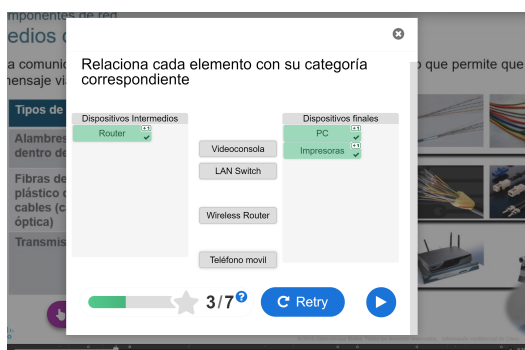 mponentes de red
edios
Relaciona cada elemento con su categoría
correspondiente
a comuni
o que permite que
ensaje vi
Tipos de
Alambres
dentro de
Fibras de
plástico
cables (c
óptica)
Transmis
Dispositivos Intermedios
Router
+1
Dispositivos finales
PC
+1
Impresoras
+1
Videoconsola
LAN Switch
Wireless Router
Teléfono movil
3/7
?
Retry